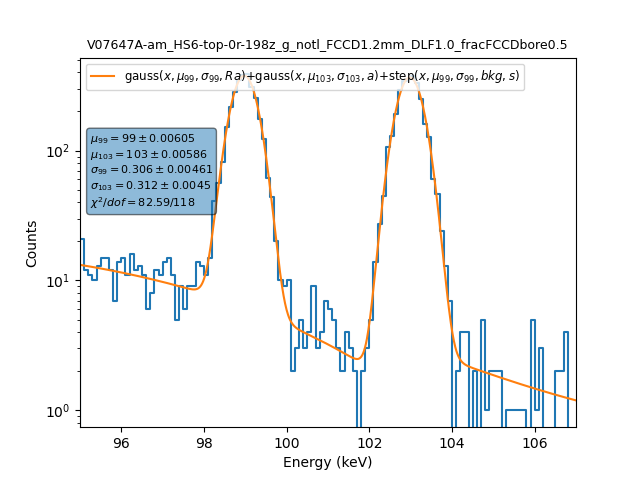 V07647A-am_HS6-top-0r-198z_g_notl_FCCD1.2mm_DLF1.0_fracFCCDbore0.5
gauss(x, μ₉₉, σ₉₉, Ra)+gauss(x, μ₁₀₃, σ₁₀₃, a)+step(x, μ₉₉, σ₉₉, bkg, s)
μ₉₉ = 99 ± 0.00605
μ₁₀₃ = 103 ± 0.00586
σ₉₉ = 0.306 ± 0.00461
σ₁₀₃ = 0.312 ± 0.0045
χ²/dof = 82.59/118
Counts
10²
10¹
10⁰
96 98 100 102 104 106
Energy (keV)